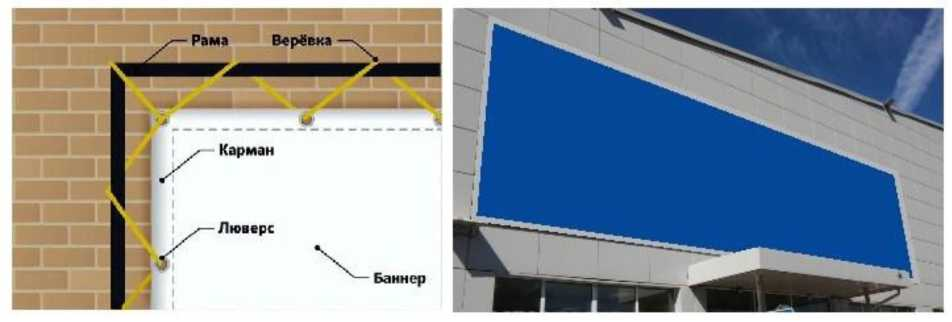 Рама
Верёвка
Карман
Люверс
Баннер